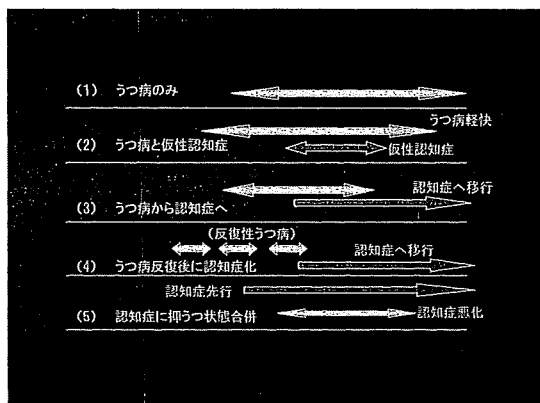 (1) うつ病のみ
うつ病軽快
(2) うつ病と仮性認知症
仮性認知症
認知症へ移行
(3) うつ病から認知症へ
(反復性うつ病)
認知症へ移行
(4) うつ病反復後に認知症化
認知症先行
(5) 認知症に抑うつ状態合併
認知症悪化